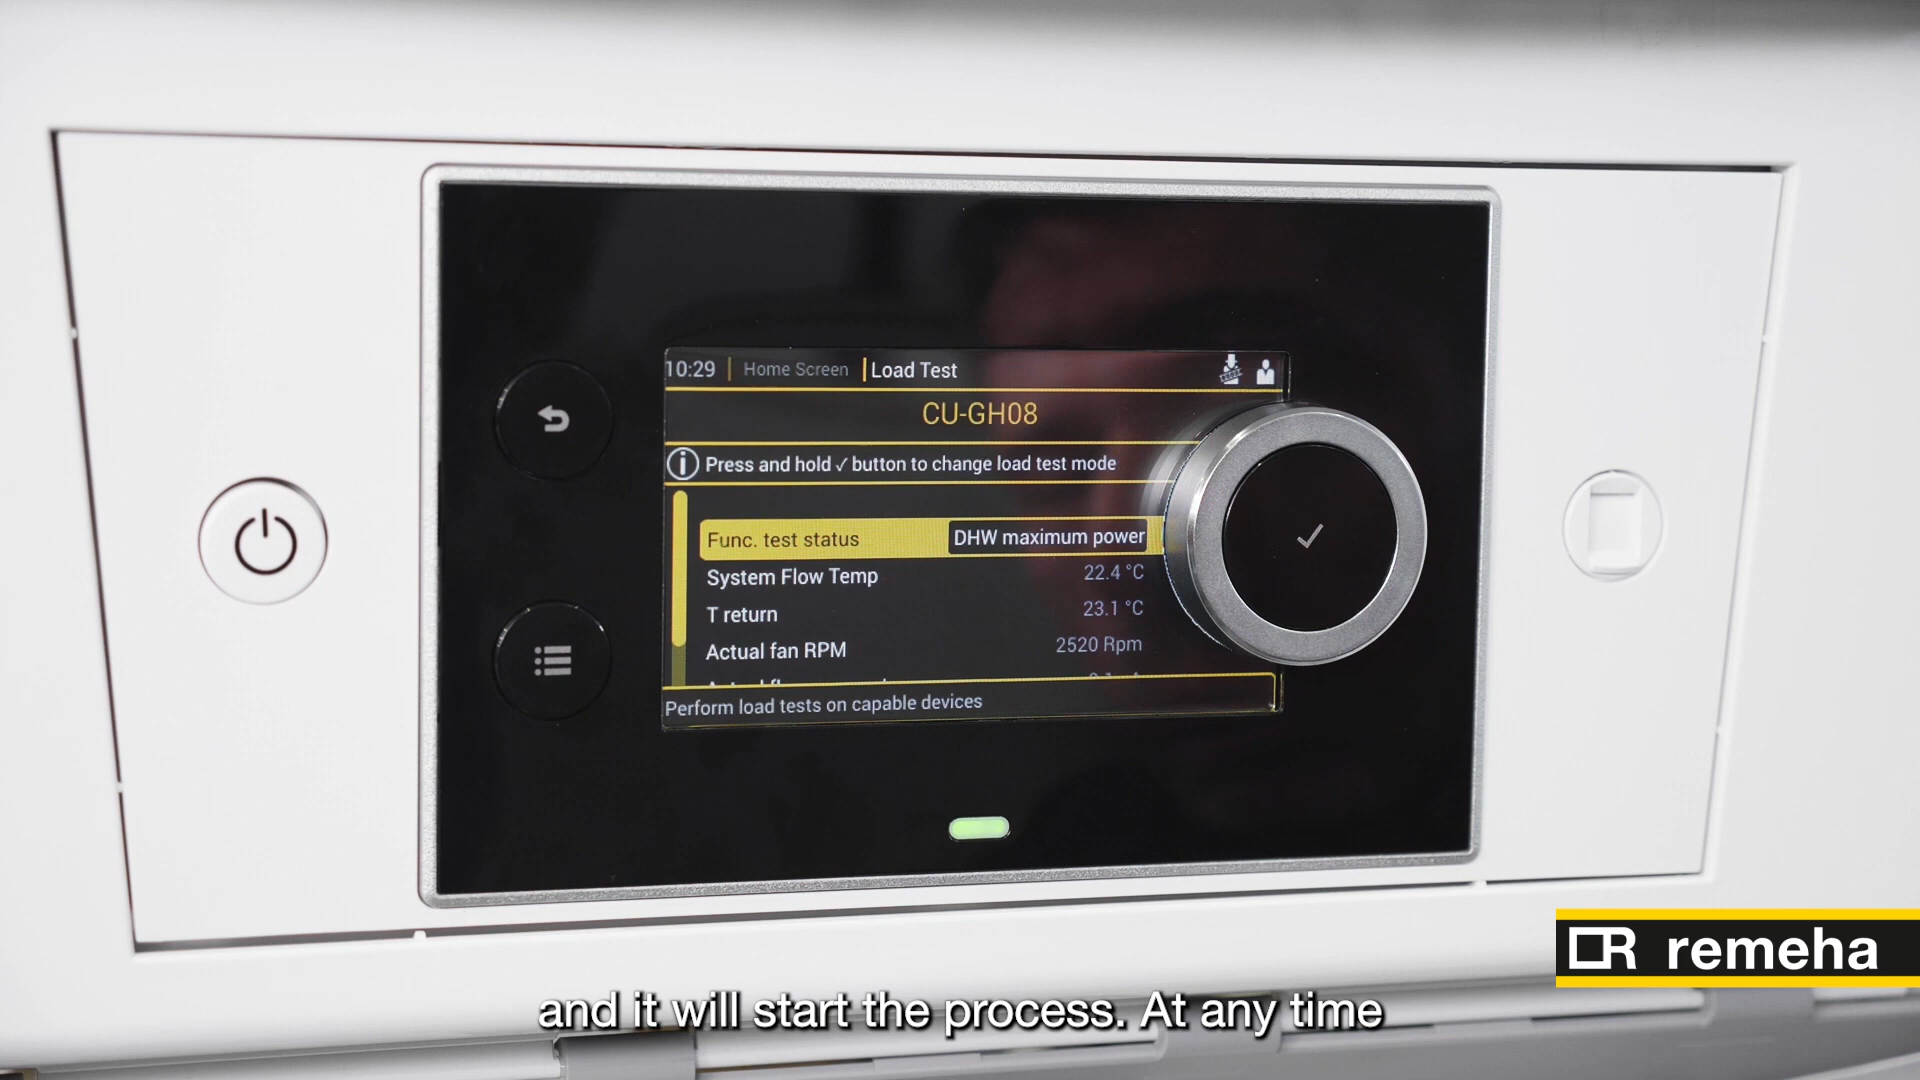 10:29 Home Screen Load Test
CU-GH08
Press and hold ✓ button to change load test mode
Func. test status DHW maximum power
System Flow Temp 22.4 °C
T return 23.1 °C
Actual fan RPM 2520 Rpm
Perform load tests on capable devices
remeha
and it will start the process. At any time